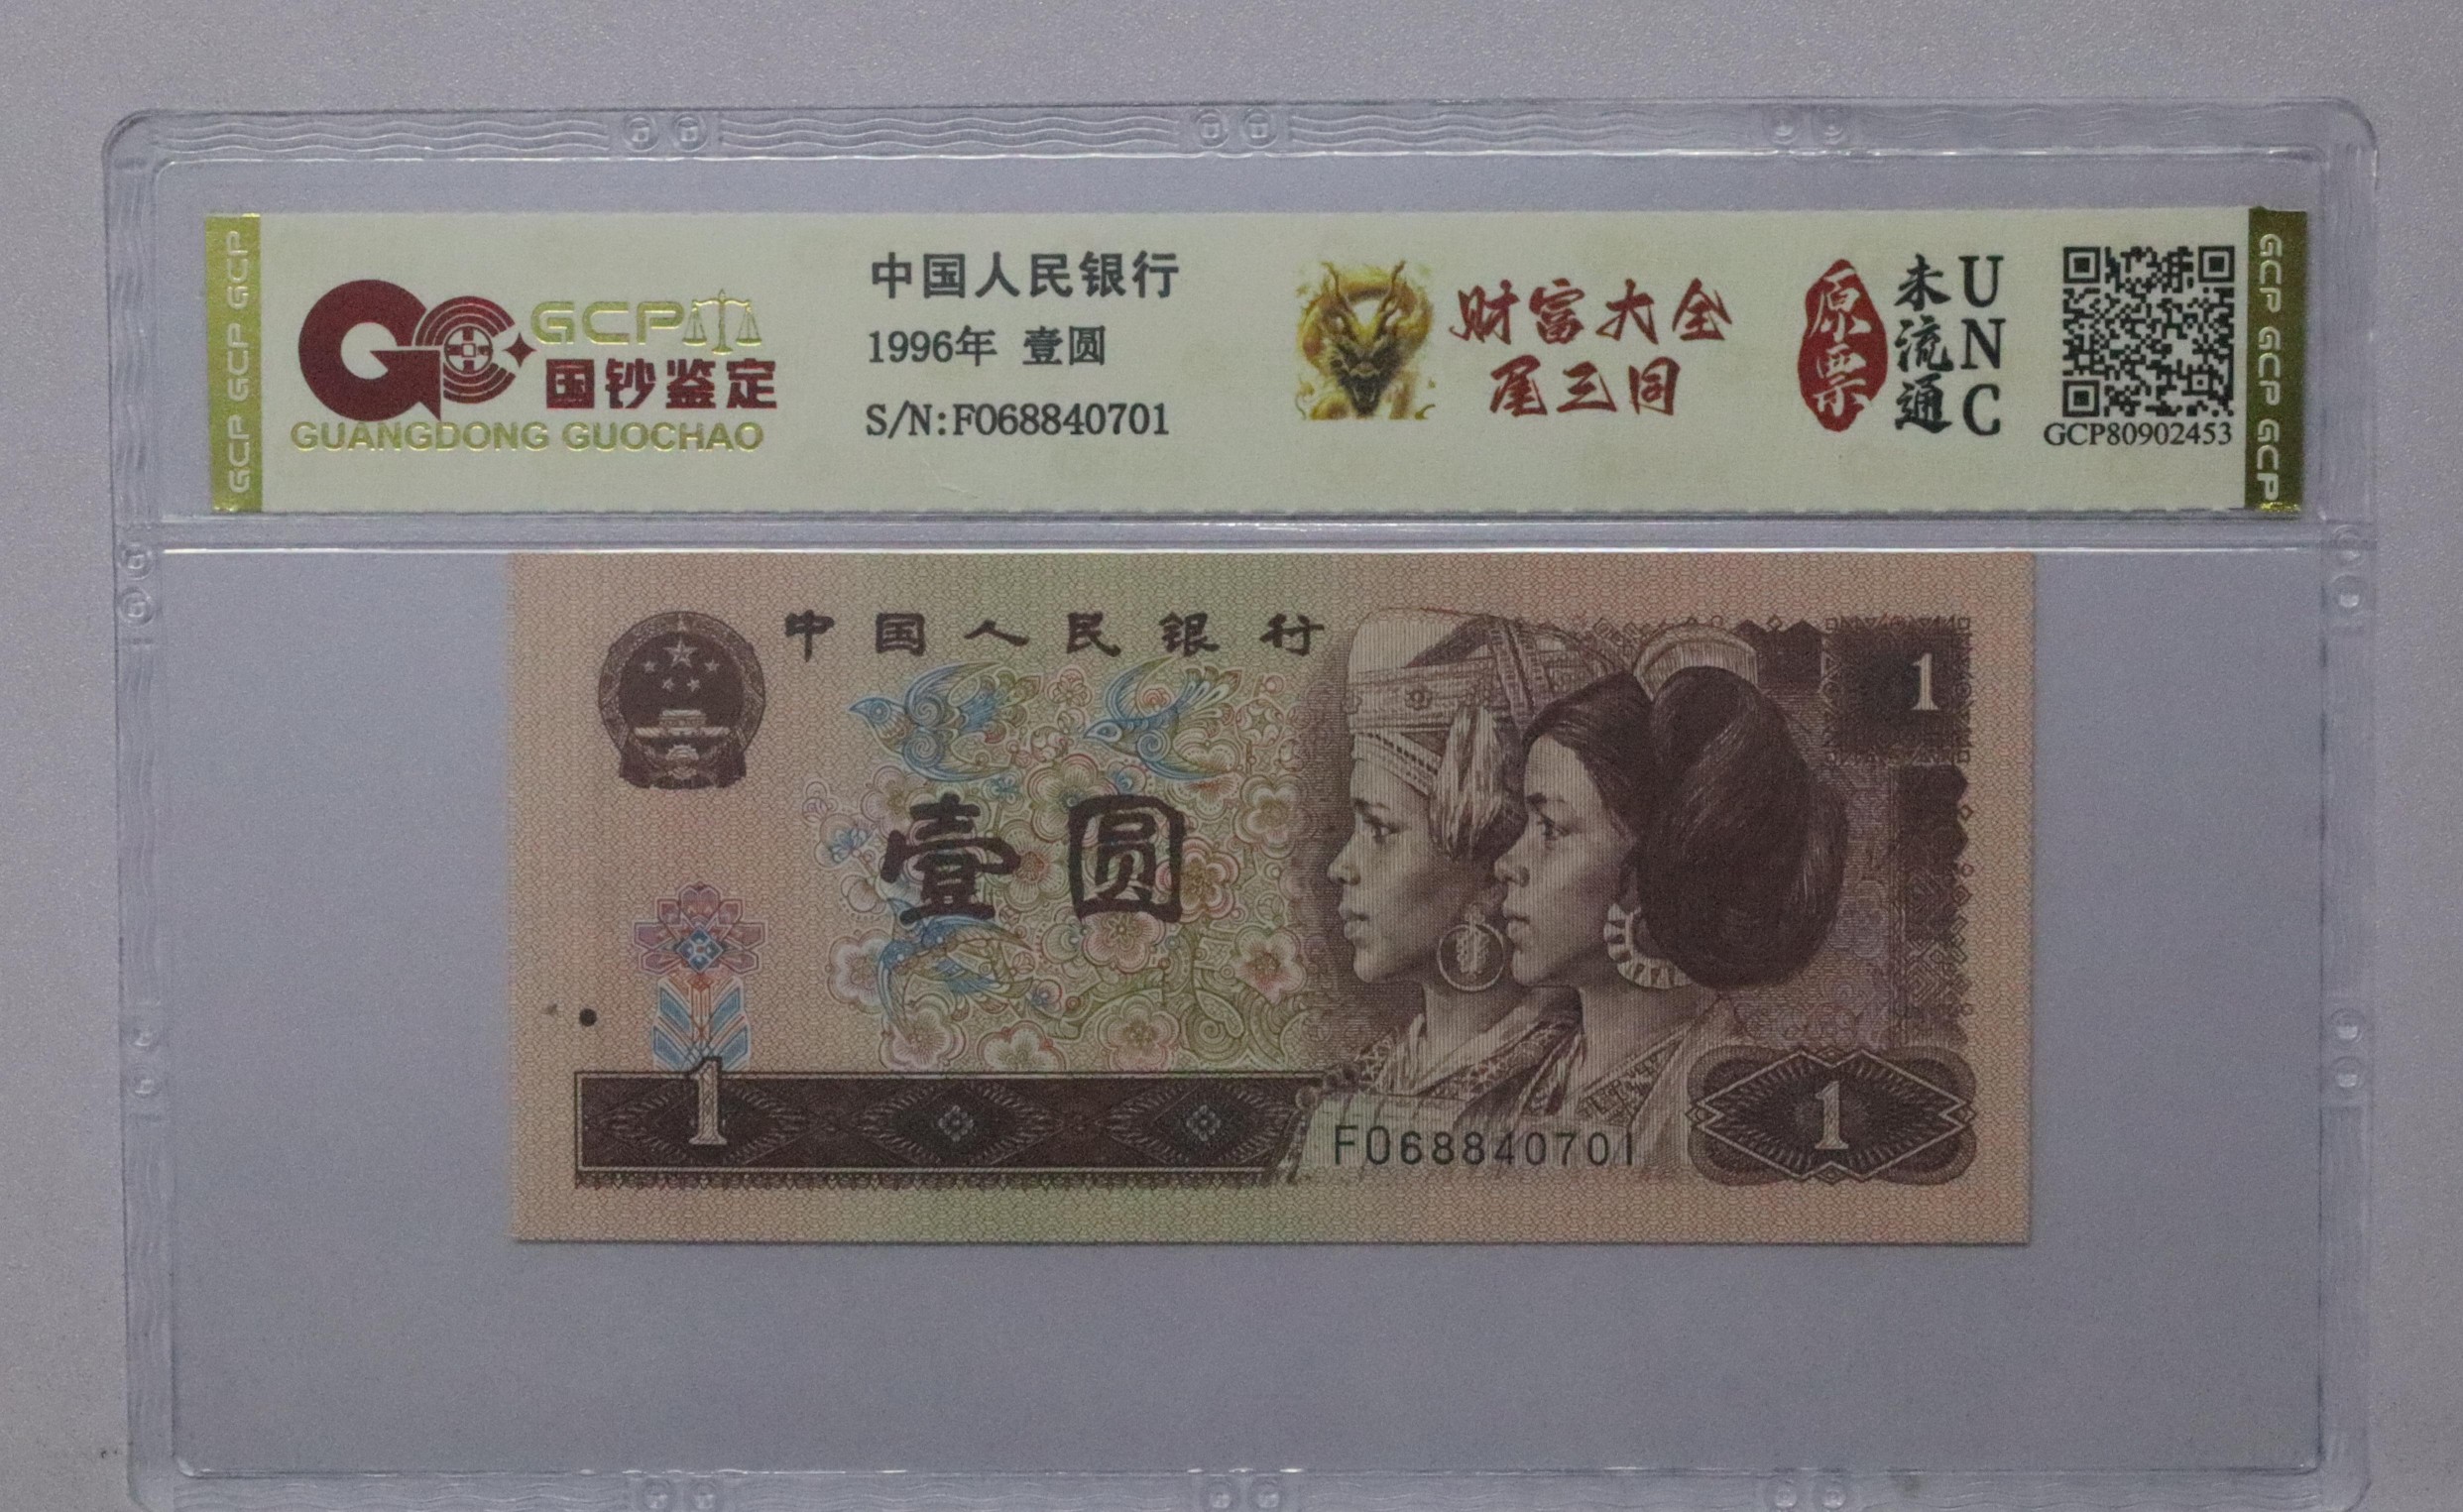 GCP GCP GCP
GCP
国钞鉴定
GUANGDONG GUOCHAO
中国人民银行
1996年 壹圆
S/N:F068840701
财富大全
尾三同
原票
未流通
UNC
GCP80902453
GCP GCP GCP
中国人民银行
1
壹圆
1
F068840701
1